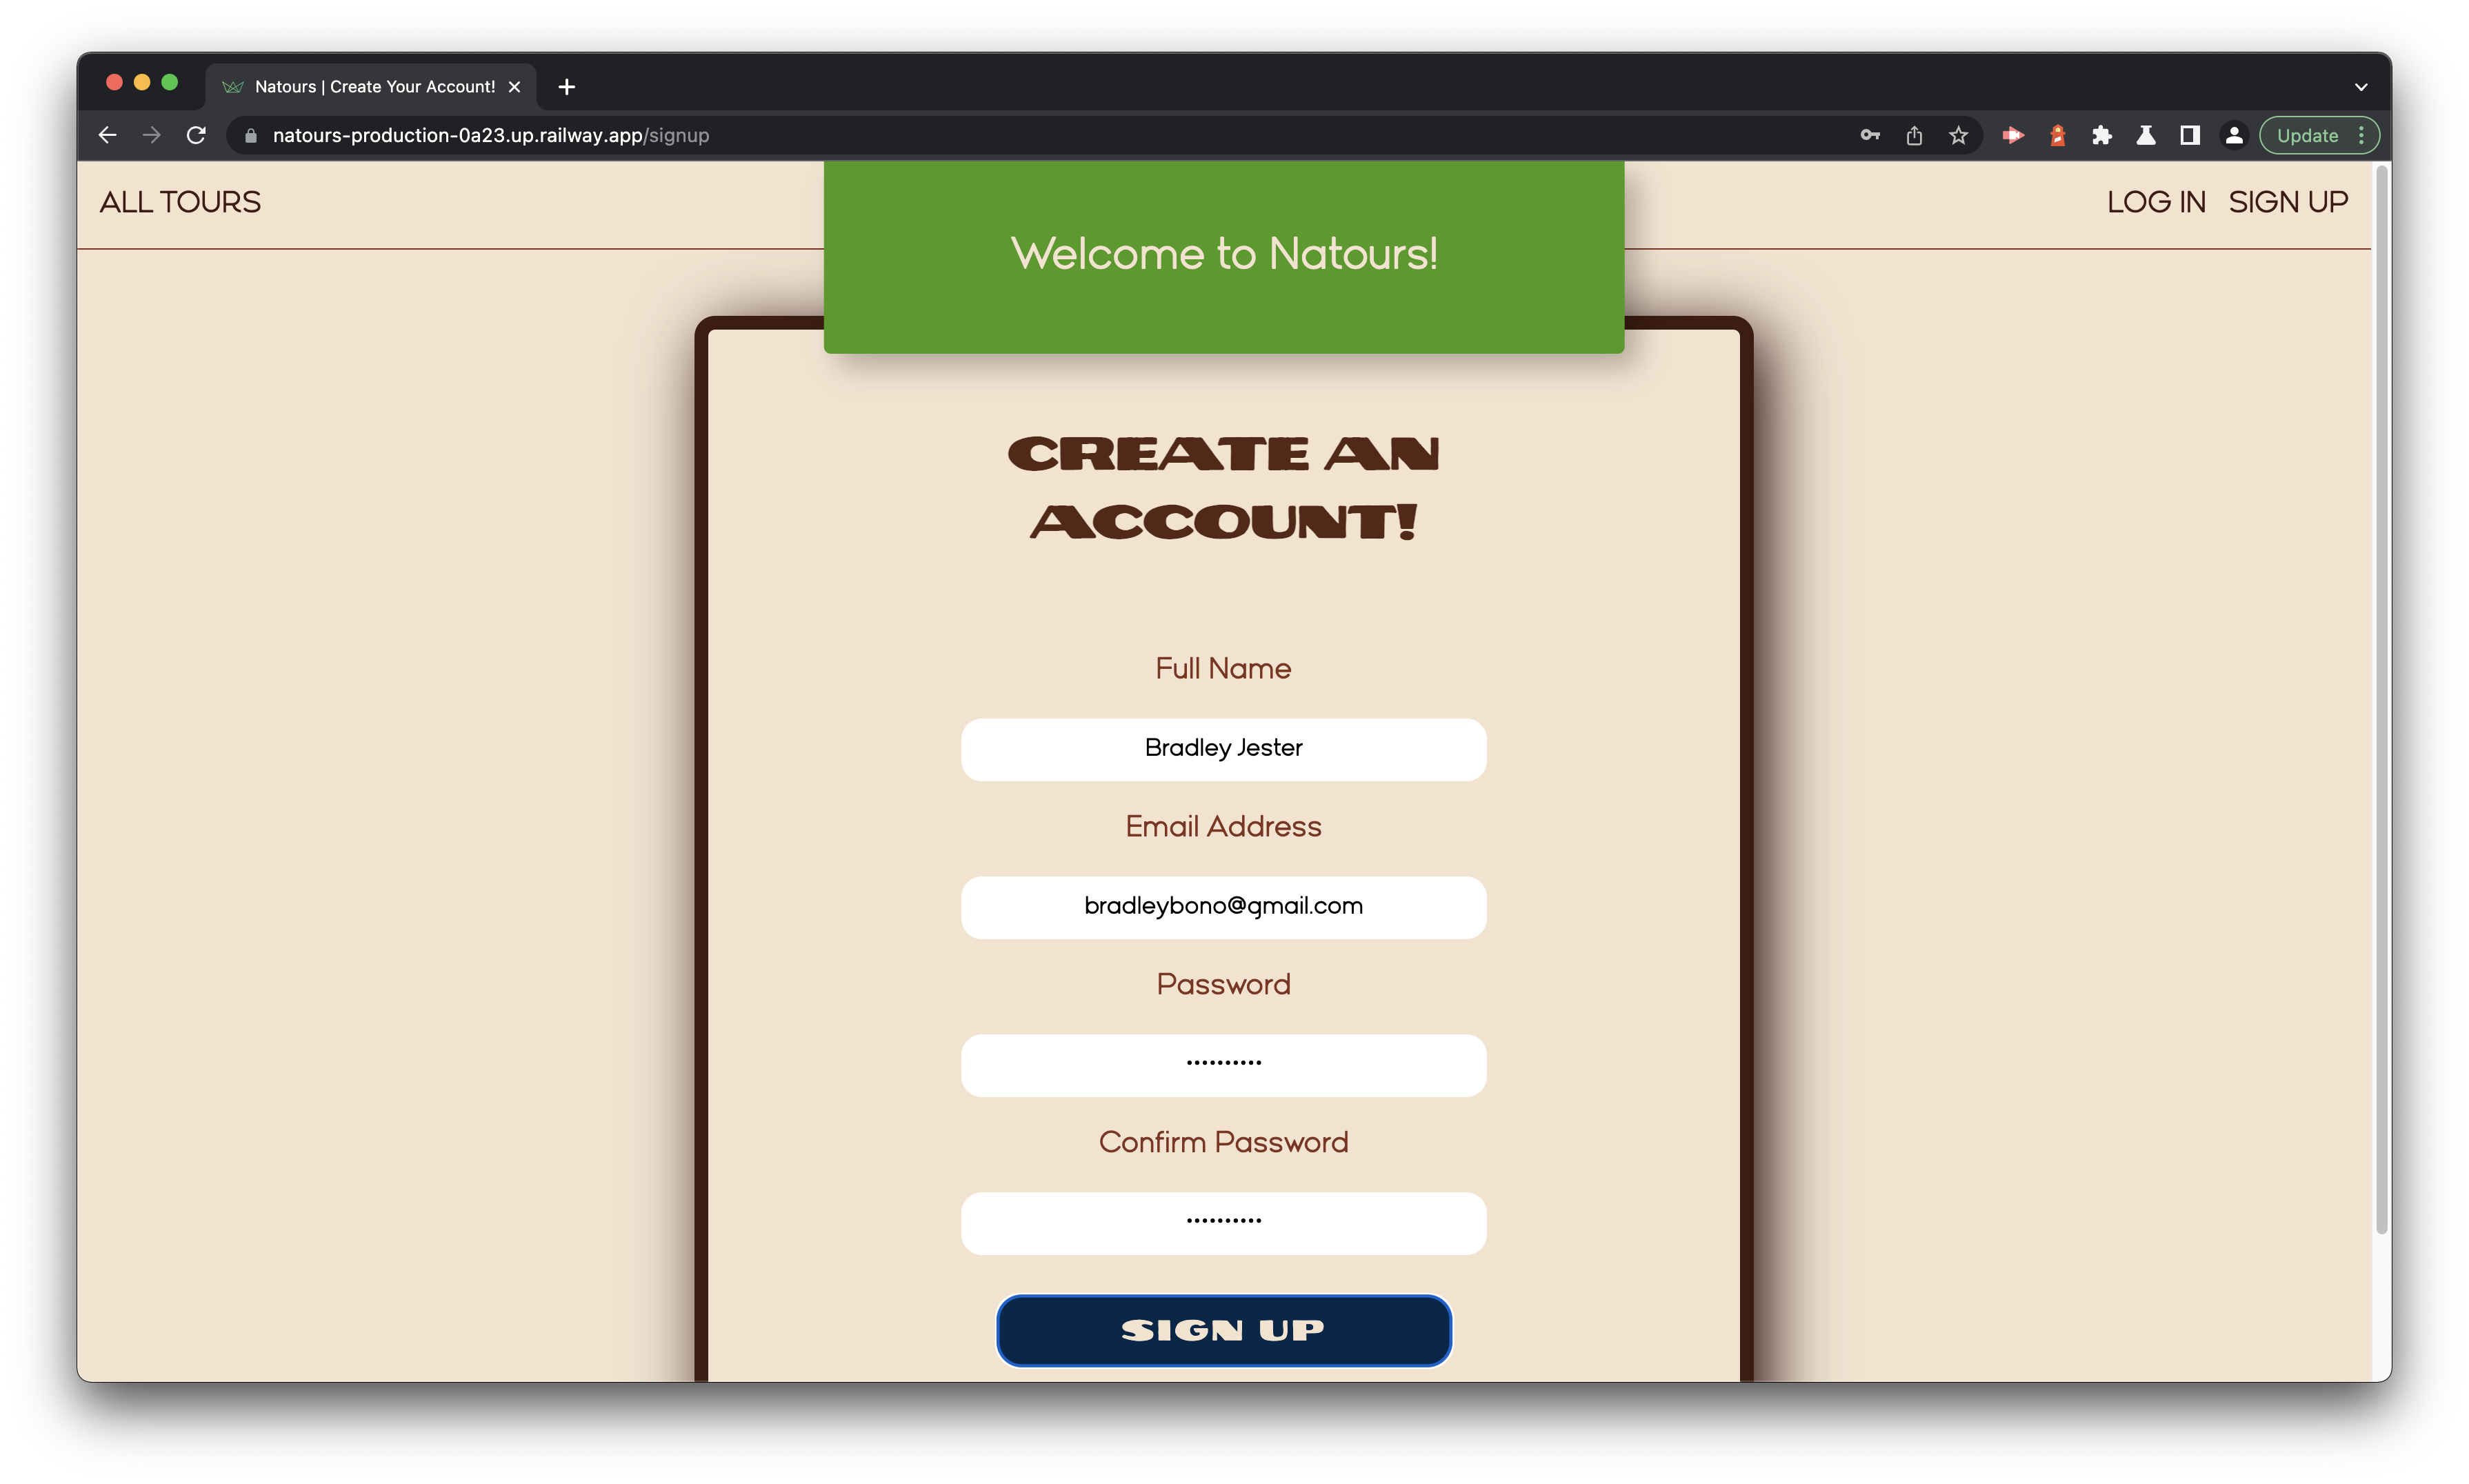 Natours | Create Your Account!
natours-production-0a23.up.railway.app/signup
Update
ALL TOURS
LOG IN SIGN UP
Welcome to Natours!
CREATE AN
ACCOUNT!
Full Name
Bradley Jester
Email Address
bradleybono@gmail.com
Password
••••••••••
Confirm Password
••••••••••
SIGN UP